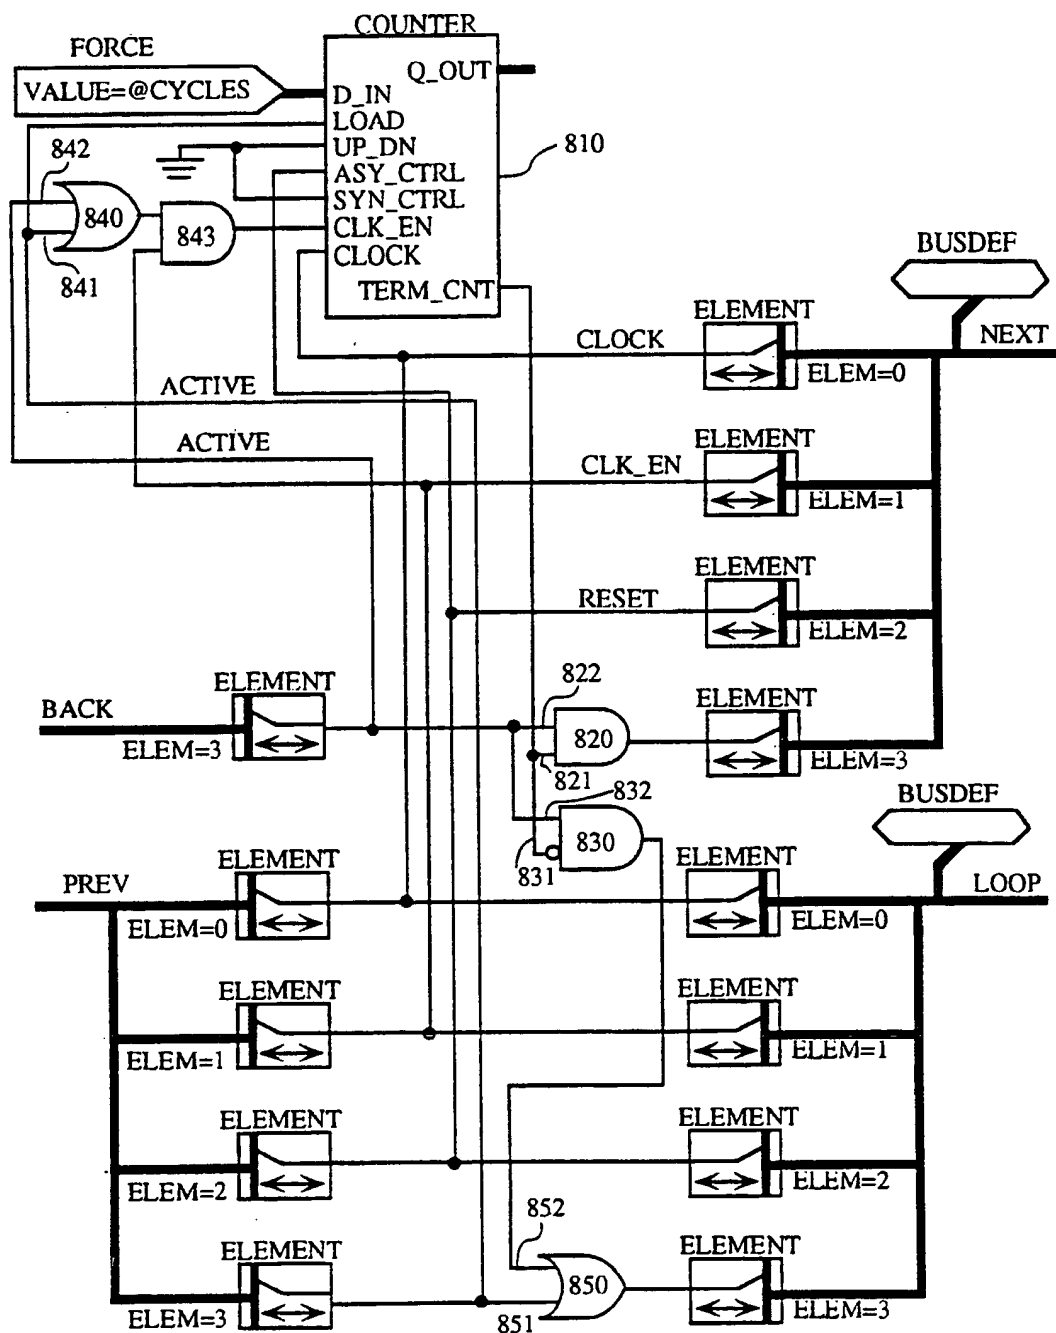 COUNTER
FORCE
VALUE=@CYCLES
Q_OUT
D_IN
LOAD
UP_DN
ASY_CTRL
SYN_CTRL
CLK_EN
CLOCK
TERM_CNT
810
842
840
843
841
BUSDEF
NEXT
ELEMENT
CLOCK
ELEM=0
ACTIVE
ACTIVE
ELEMENT
CLK_EN
ELEM=1
ELEMENT
RESET
ELEM=2
BACK
ELEMENT
ELEM=3
822
820
821
ELEMENT
ELEM=3
832
830
831
BUSDEF
LOOP
PREV
ELEMENT
ELEM=0
ELEMENT
ELEM=0
ELEMENT
ELEM=1
ELEMENT
ELEM=1
ELEMENT
ELEM=2
ELEMENT
ELEM=2
ELEMENT
ELEM=3
852
850
851
ELEMENT
ELEM=3